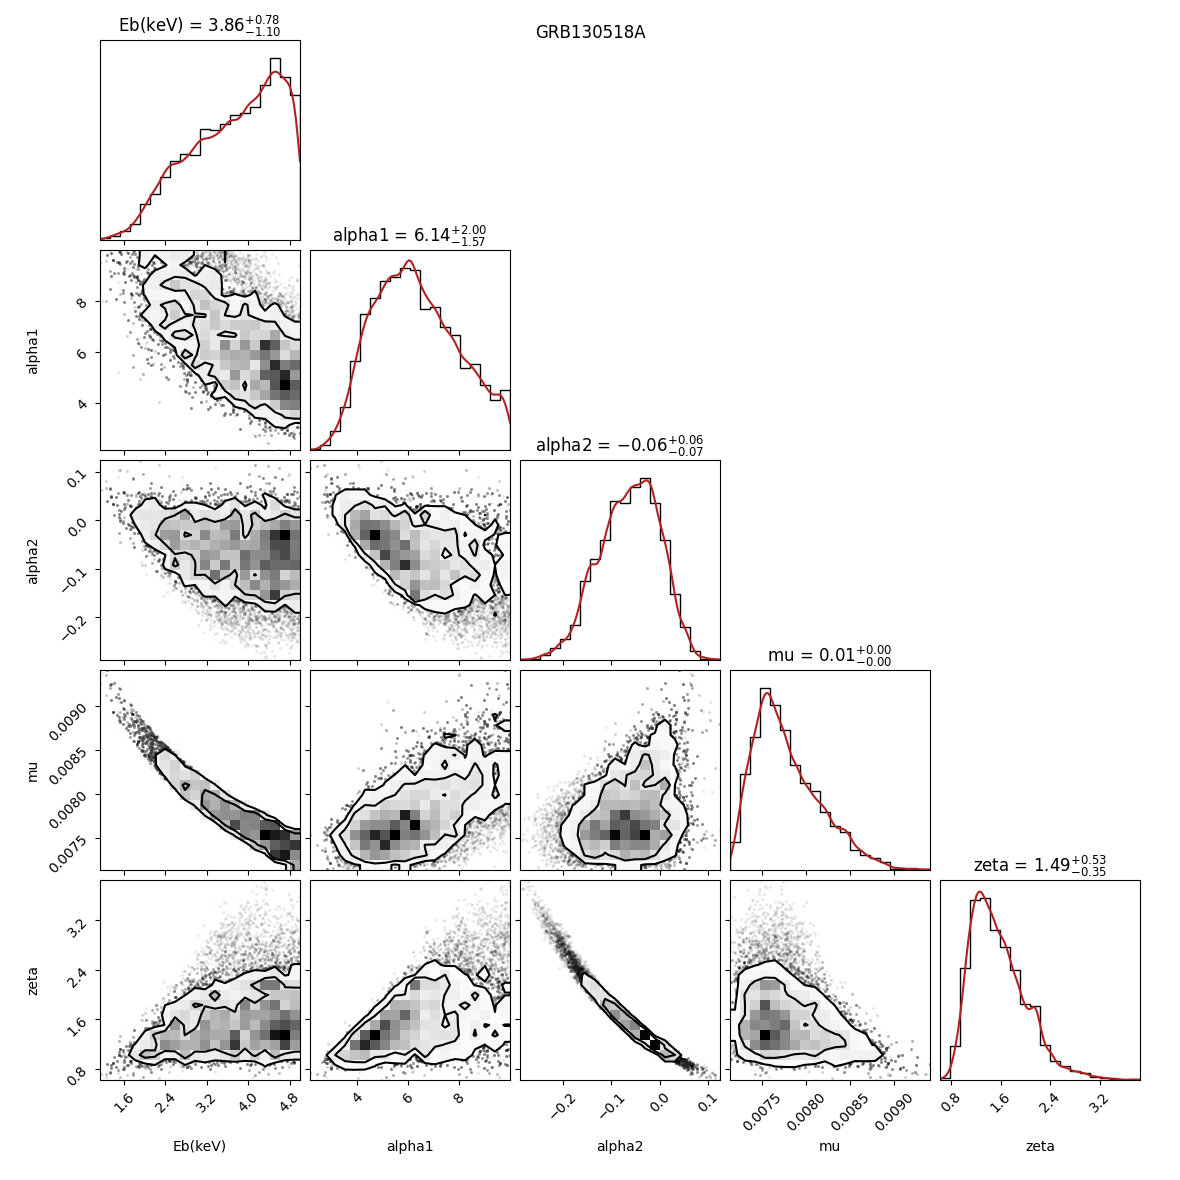 GRB130518A
Eb(keV) = 3.86+0.78−1.10
alpha1 = 6.14+2.00−1.57
8
6
4
alpha1
alpha2 = −0.06+0.06−0.07
0.1
0.0
−0.1
−0.2
alpha2
mu = 0.01+0.00−0.00
0.0090
0.0085
0.0080
0.0075
mu
zeta = 1.49+0.53−0.35
3.2
2.4
1.6
0.8
zeta
1.6 2.4 3.2 4.0 4.8 4 6 8 −0.2 −0.1 0.0 0.1 0.0075 0.0080 0.0085 0.0090 0.8 1.6 2.4 3.2
Eb(keV) alpha1 alpha2 mu zeta